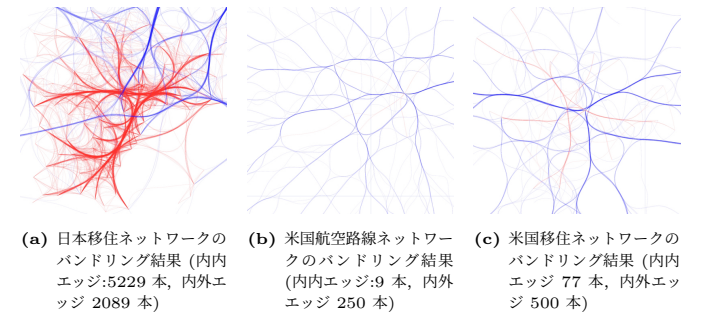 (a) 日本移住ネットワークの
バンドリング結果 (内内
エッジ:5229 本, 内外エ
ッジ 2089 本)
(b) 米国航空路線ネットワー
クのバンドリング結果
(内内エッジ:9 本, 内外
エッジ 250 本)
(c) 米国移住ネットワークの
バンドリング結果 (内内
エッジ 77 本, 内外エッ
ジ 500 本)